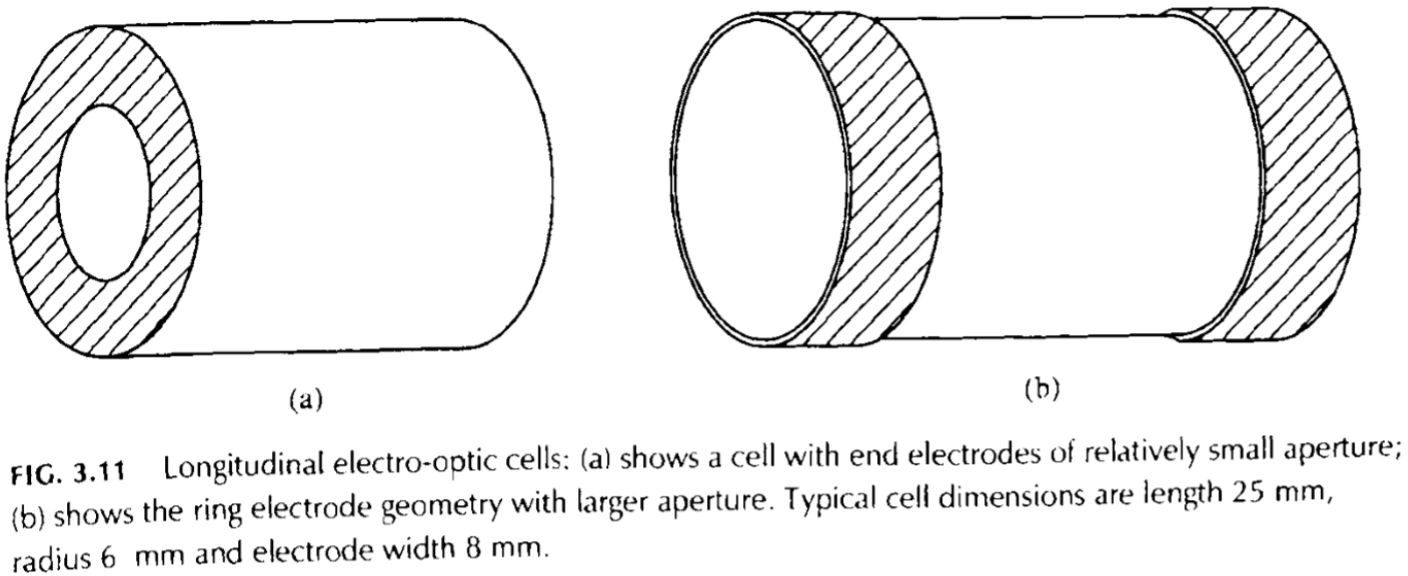 (a)
(b)
FIG. 3.11 Longitudinal electro-optic cells: (a) shows a cell with end electrodes of relatively small aperture;
(b) shows the ring electrode geometry with larger aperture. Typical cell dimensions are length 25 mm,
radius 6 mm and electrode width 8 mm.